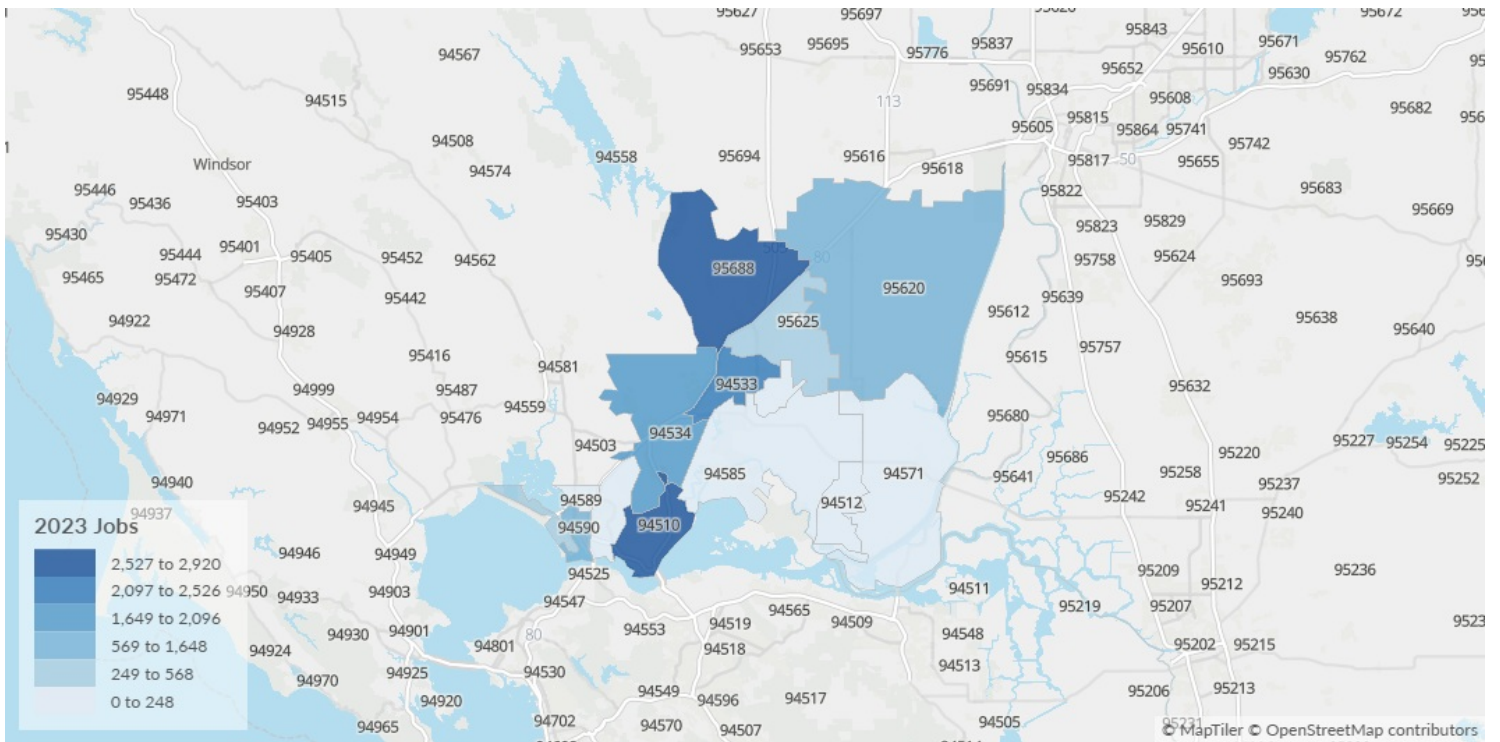 95627 95697 95672
95843
95653 95695 95776 95837 95610 95671 95762
94567 95652 95630
95691 95834
95448 94515 113 95608 95682
95815
95605 95864 95741 95742
94508 95817 50 95655
Windsor 94574 94558 95694 95616 95618
95446 95436 95403 95822 95683
95829 95669
95430 95401 95823
95444 95405 95452 94562 505 80 95758 95624
95465 95472 95688 95693
95407 95442 95620 95639
94922 94928 95625 95612 95638 95640
95416 94581 95615 95757
94999 95487 94533 95632
94929 94971 94559
94952 94955 94954 95476 94534 95680
94503 95227 95254 95225
94940 94585 94571 95641 95686 95258 95220
94945 94589 94512 95242 95241 95237 95252
94937 94590 94510 95240
94946 94949
94525 95209 95212 95236
94950 94933 94903 94547 94511
94930 94901 80 94553 94519 94565 94509 95219 95207
94924 94801 94518 94548 95202 95215
94970 94925 94530 94513
94920 94549 94596 94517 95206 95213
94965 94702 94570 94507 94505 95231
2023 Jobs
2,527 to 2,920
2,097 to 2,526
1,649 to 2,096
569 to 1,648
249 to 568
0 to 248
© MapTiler © OpenStreetMap contributors